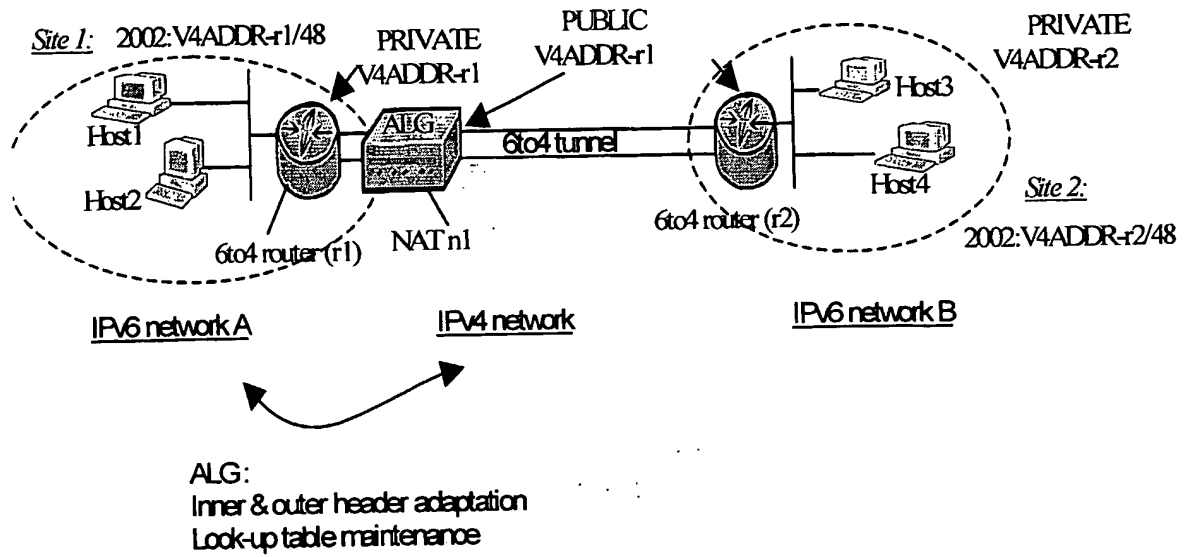 Site 1: 2002:V4ADDR-r1/48
PRIVATE
V4ADDR-r1
PUBLIC
V4ADDR-r1
PRIVATE
V4ADDR-r2
Host1
Host2
ALG
6to4 tunnel
Host3
Host4
6to4 router (r1)
NAT n1
6to4 router (r2)
Site 2:
2002:V4ADDR-r2/48
IPv6 network A
IPv4 network
IPv6 network B
ALG:
Inner & outer header adaptation
Look-up table maintenance